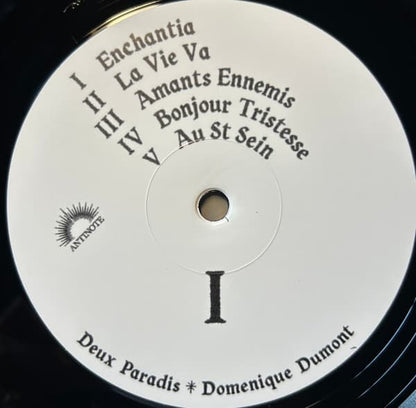 I Enchantia
II La Vie Va
III Amants Ennemis
IV Bonjour Tristesse
V Au St Sein
ANTINOTE
I
Deux Paradis * Domenique Dumont